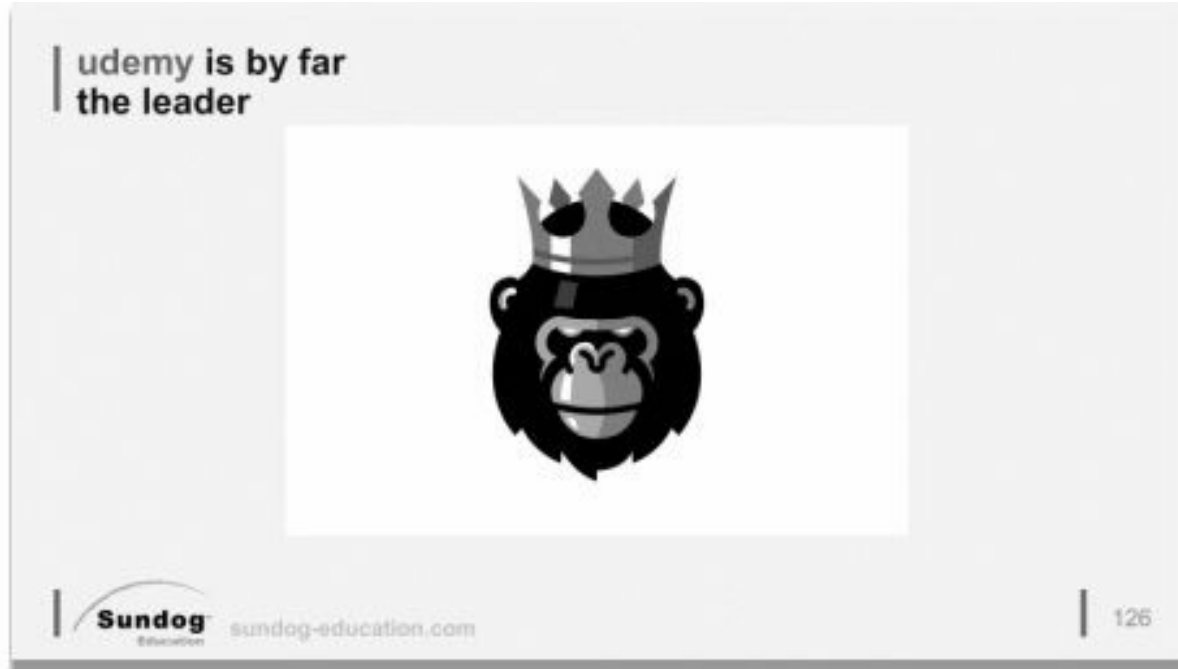 udemy is by far
the leader
Sundog
Education
sundog-education.com
126